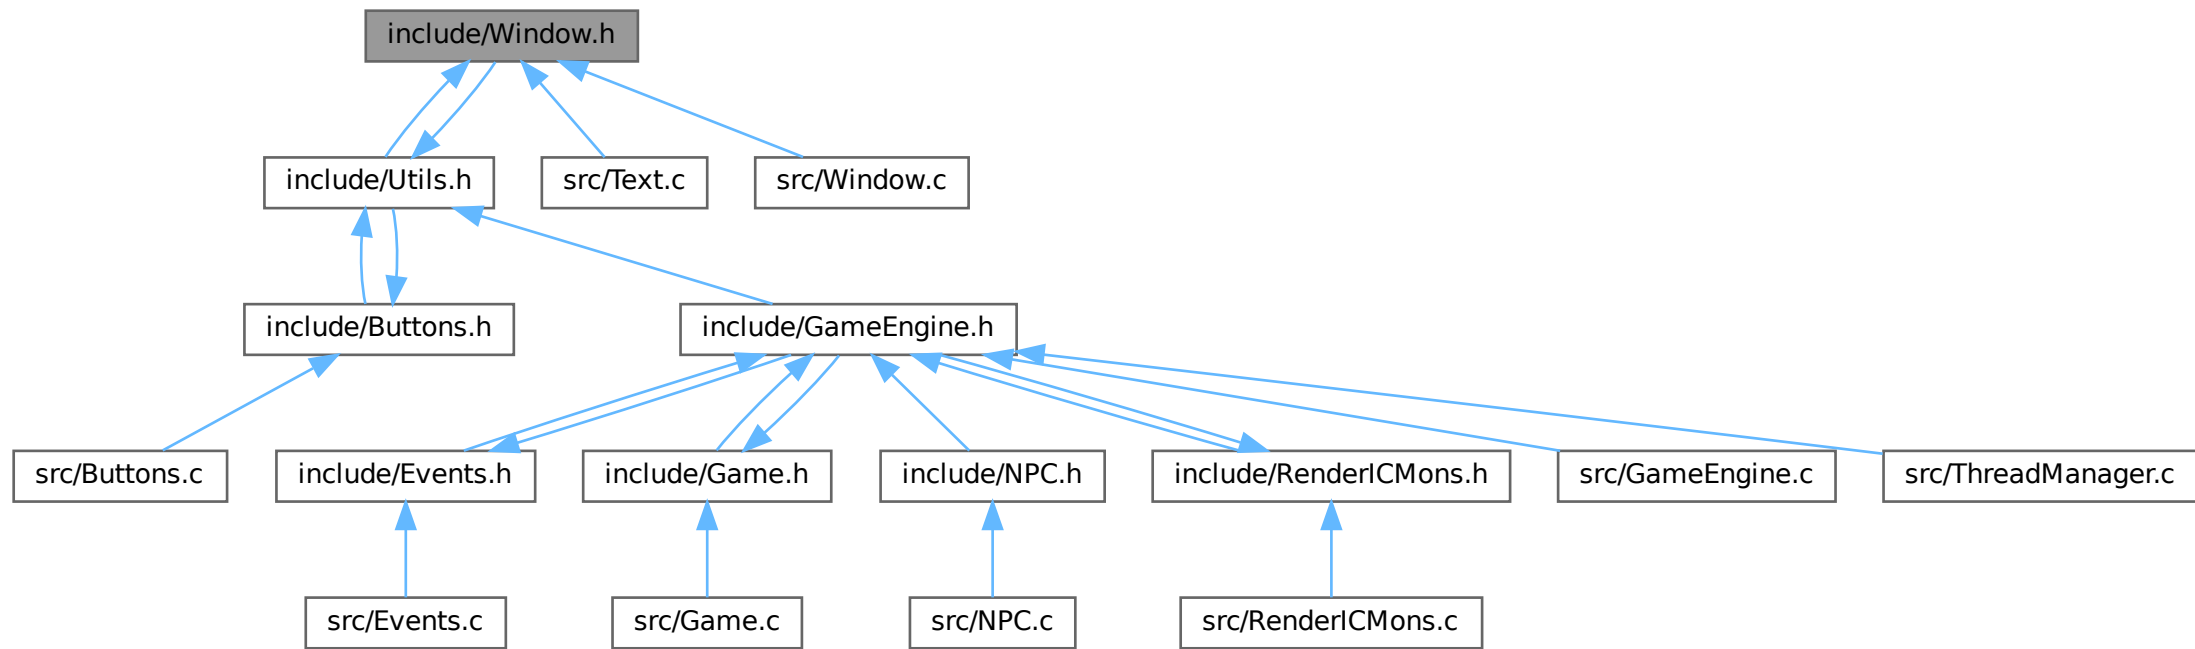 include/Window.h
include/Utils.h
src/Text.c
src/Window.c
include/Buttons.h
include/GameEngine.h
src/Buttons.c
include/Events.h
include/Game.h
include/NPC.h
include/RenderICMons.h
src/GameEngine.c
src/ThreadManager.c
src/Events.c
src/Game.c
src/NPC.c
src/RenderICMons.c